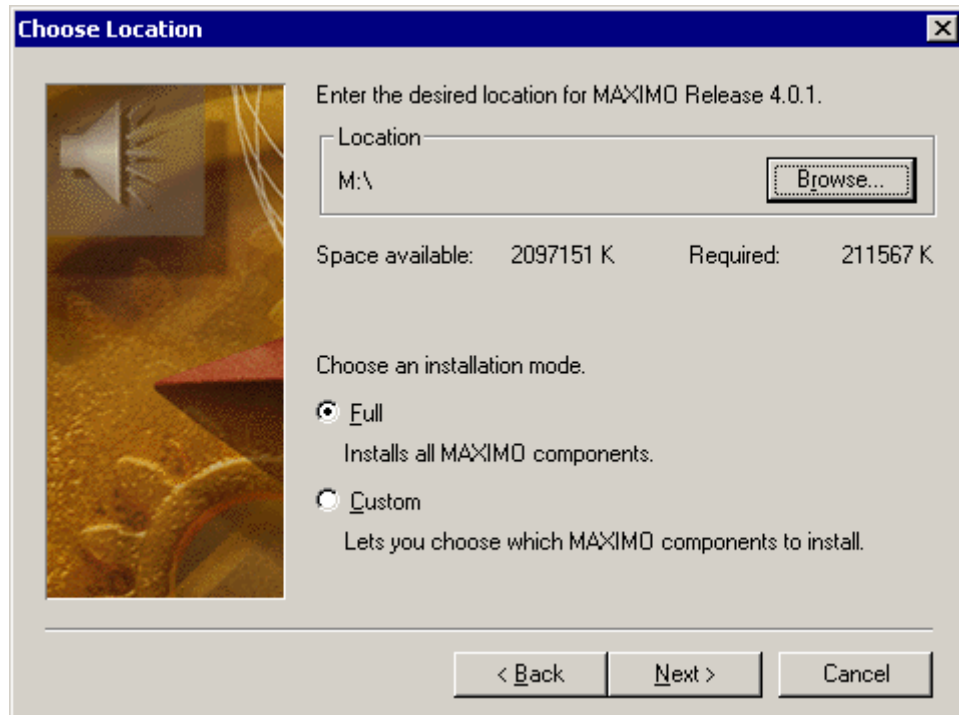 Choose Location
Enter the desired location for MAXIMO Release 4.0.1.
Location
M:\
Browse...
Space available: 2097151 K Required: 211567 K
Choose an installation mode.
Full
Installs all MAXIMO components.
Custom
Lets you choose which MAXIMO components to install.
< Back Next > Cancel